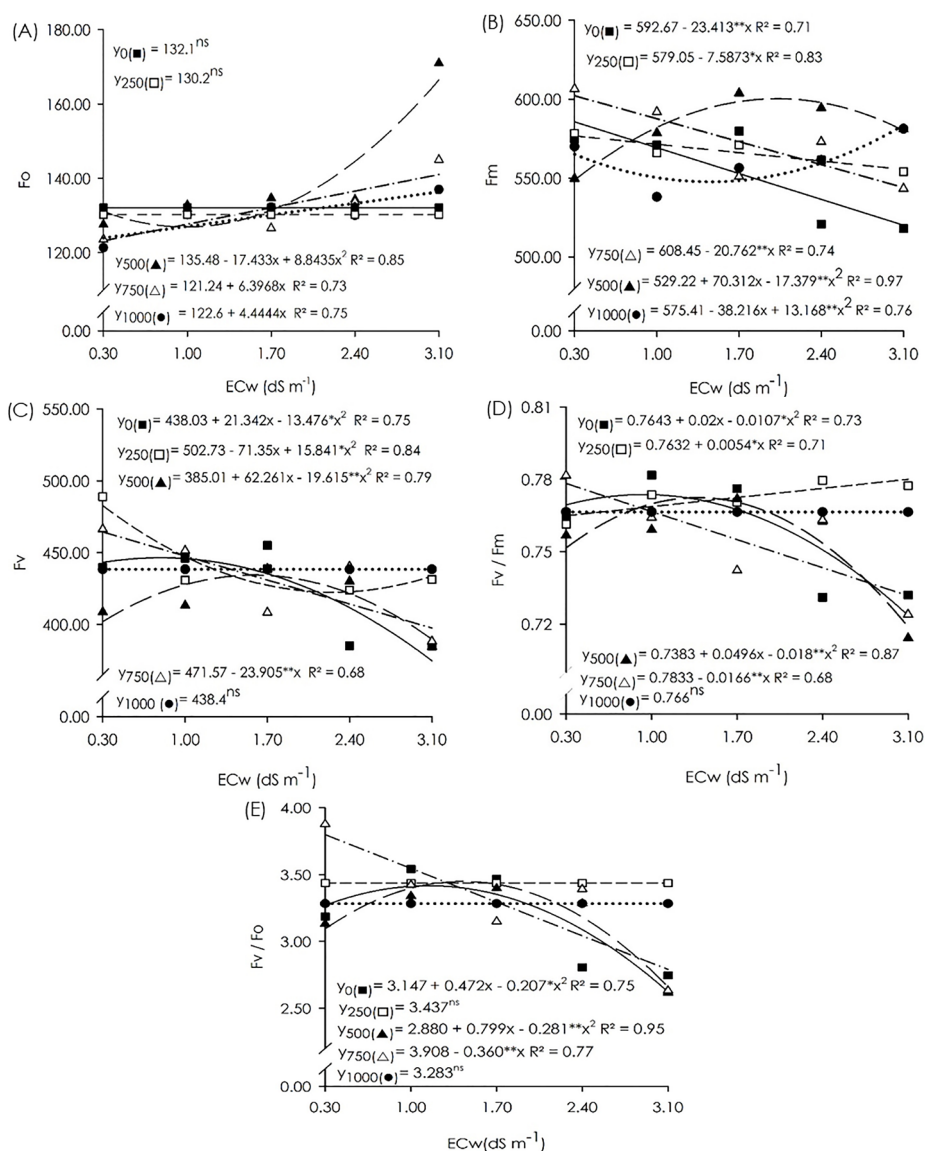 (A)
180.00
160.00
140.00
120.00
0.00
Fo
y0(■)= 132.1ns
y250(□)= 130.2ns
y500(▲)= 135.48 - 17.433x + 8.8435x² R² = 0.85
y750(△)= 121.24 + 6.3968x R² = 0.73
y1000(●)= 122.6 + 4.4444x R² = 0.75
0.30 1.00 1.70 2.40 3.10
ECw (dS m-1)
(B)
650.00
600.00
550.00
500.00
0.00
Fm
y0(■)= 592.67 - 23.413**x R² = 0.71
y250(□)= 579.05 - 7.5873*x R² = 0.83
y750(△)= 608.45 - 20.762**x R² = 0.74
y500(▲)= 529.22 + 70.312x - 17.379**x² R² = 0.97
y1000(●)= 575.41 - 38.216x + 13.168**x² R² = 0.76
0.30 1.00 1.70 2.40 3.10
ECw (dS m-1)
(C)
550.00
500.00
450.00
400.00
0.00
Fv
y0(■)= 438.03 + 21.342x - 13.476*x² R² = 0.75
y250(□)= 502.73 - 71.35x + 15.841*x² R² = 0.84
y500(▲)= 385.01 + 62.261x - 19.615**x² R² = 0.79
y750(△)= 471.57 - 23.905**x R² = 0.68
y1000 (●)= 438.4ns
0.30 1.00 1.70 2.40 3.10
ECw (dS m-1)
(D)
0.81
0.78
0.75
0.72
0.00
Fv / Fm
y0(■)= 0.7643 + 0.02x - 0.0107*x² R² = 0.73
y250(□)= 0.7632 + 0.0054*x R² = 0.71
y500(▲)= 0.7383 + 0.0496x - 0.018**x² R² = 0.87
y750(△)= 0.7833 - 0.0166**x R² = 0.68
y1000(●)= 0.766ns
0.00 1.00 1.70 2.40 3.10
ECw (dS m-1)
(E)
4.00
3.50
3.00
2.50
0.00
Fv / Fo
y0(■)= 3.147 + 0.472x - 0.207*x² R² = 0.75
y250(□)= 3.437ns
y500(▲)= 2.880 + 0.799x - 0.281**x² R² = 0.95
y750(△)= 3.908 - 0.360**x R² = 0.77
y1000(●)= 3.283ns
0.30 1.00 1.70 2.40 3.10
ECw(dS m-1)